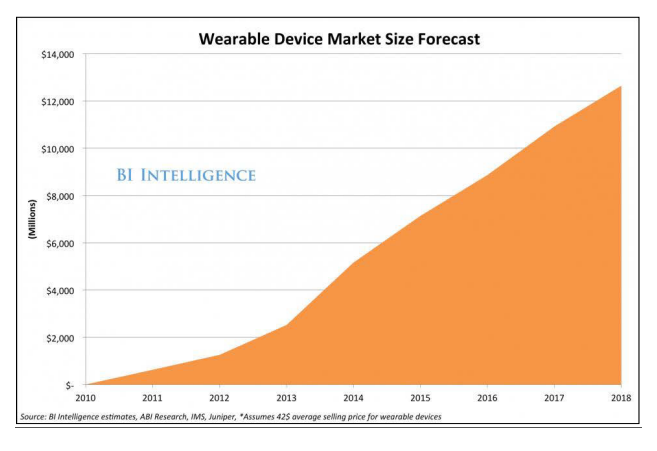 Wearable Device Market Size Forecast
$14,000
$12,000
$10,000
BI INTELLIGENCE
$8,000
(Millions)
$6,000
$4,000
$2,000
$-
2010 2011 2012 2013 2014 2015 2016 2017 2018
Source: BI Intelligence estimates, ABI Research, IMS, Juniper, *Assumes 42$ average selling price for wearable devices